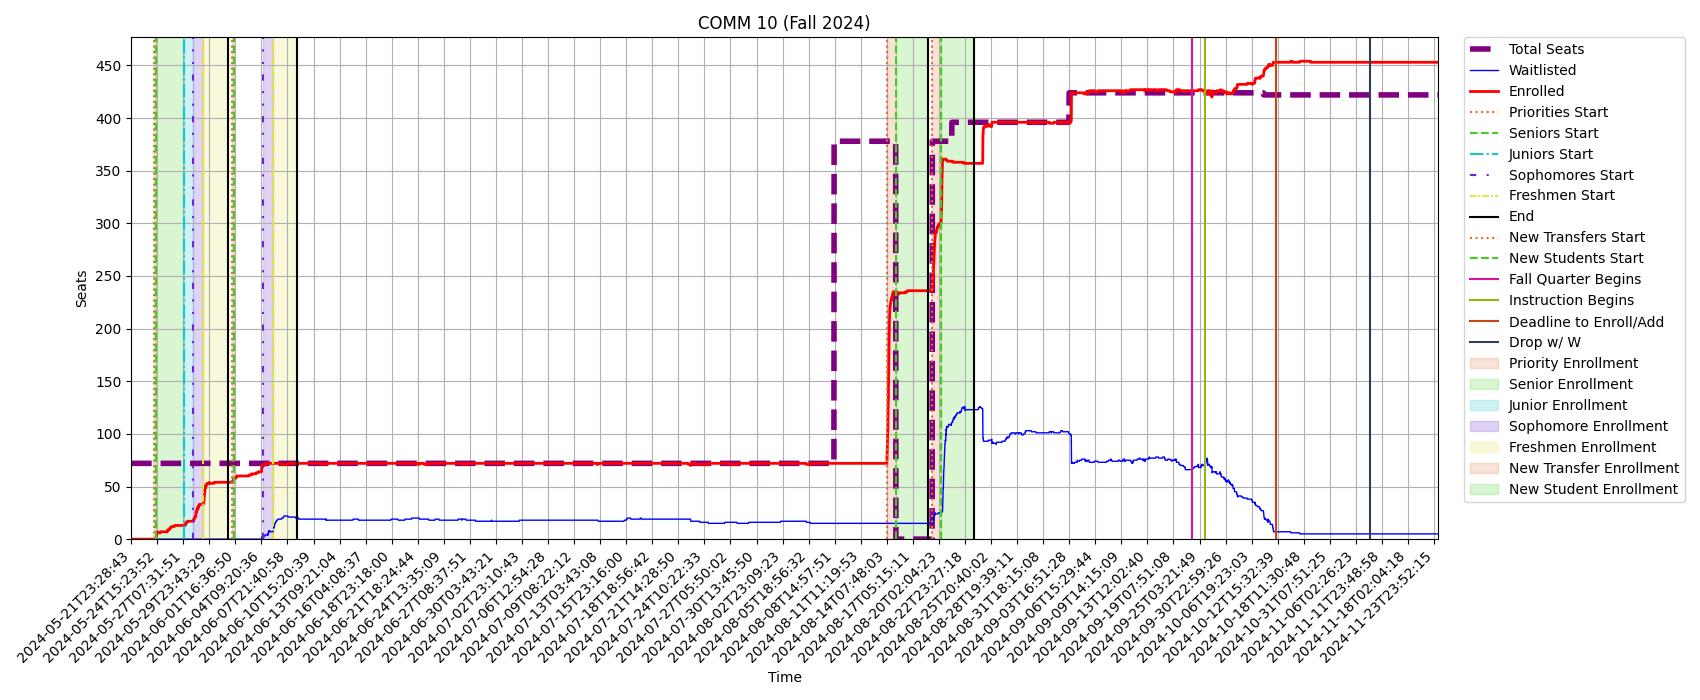 COMM 10 (Fall 2024)
Seats
450
400
350
300
250
200
150
100
50
0
2024-05-21T23:28:43
2024-05-24T15:23:52
2024-05-27T07:31:51
2024-05-29T23:43:29
2024-06-01T16:36:50
2024-06-04T09:20:36
2024-06-07T21:40:58
2024-06-10T15:20:39
2024-06-13T09:21:04
2024-06-16T04:08:37
2024-06-18T23:18:00
2024-06-21T18:24:44
2024-06-24T13:35:09
2024-06-27T08:37:51
2024-06-30T03:43:21
2024-07-02T23:10:43
2024-07-06T12:54:28
2024-07-09T08:22:12
2024-07-13T13:43:08
2024-07-15T23:16:00
2024-07-18T18:56:42
2024-07-21T14:28:50
2024-07-24T10:22:33
2024-07-27T05:50:02
2024-07-30T13:45:50
2024-08-02T23:09:23
2024-08-05T18:56:32
2024-08-08T14:57:51
2024-08-11T11:19:53
2024-08-14T07:48:03
2024-08-17T05:15:11
2024-08-20T02:04:23
2024-08-22T23:27:18
2024-08-25T20:40:02
2024-08-28T19:39:11
2024-08-31T18:15:08
2024-09-03T16:51:28
2024-09-06T15:29:44
2024-09-09T14:15:09
2024-09-13T12:02:40
2024-09-19T07:51:08
2024-09-25T03:21:49
2024-09-30T22:59:26
2024-10-06T19:23:03
2024-10-12T15:32:39
2024-10-18T11:30:48
2024-10-31T07:51:25
2024-11-06T02:26:23
2024-11-11T23:48:58
2024-11-18T02:04:18
2024-11-23T23:52:15
Time
Total Seats
Waitlisted
Enrolled
Priorities Start
Seniors Start
Juniors Start
Sophomores Start
Freshmen Start
End
New Transfers Start
New Students Start
Fall Quarter Begins
Instruction Begins
Deadline to Enroll/Add
Drop w/ W
Priority Enrollment
Senior Enrollment
Junior Enrollment
Sophomore Enrollment
Freshmen Enrollment
New Transfer Enrollment
New Student Enrollment